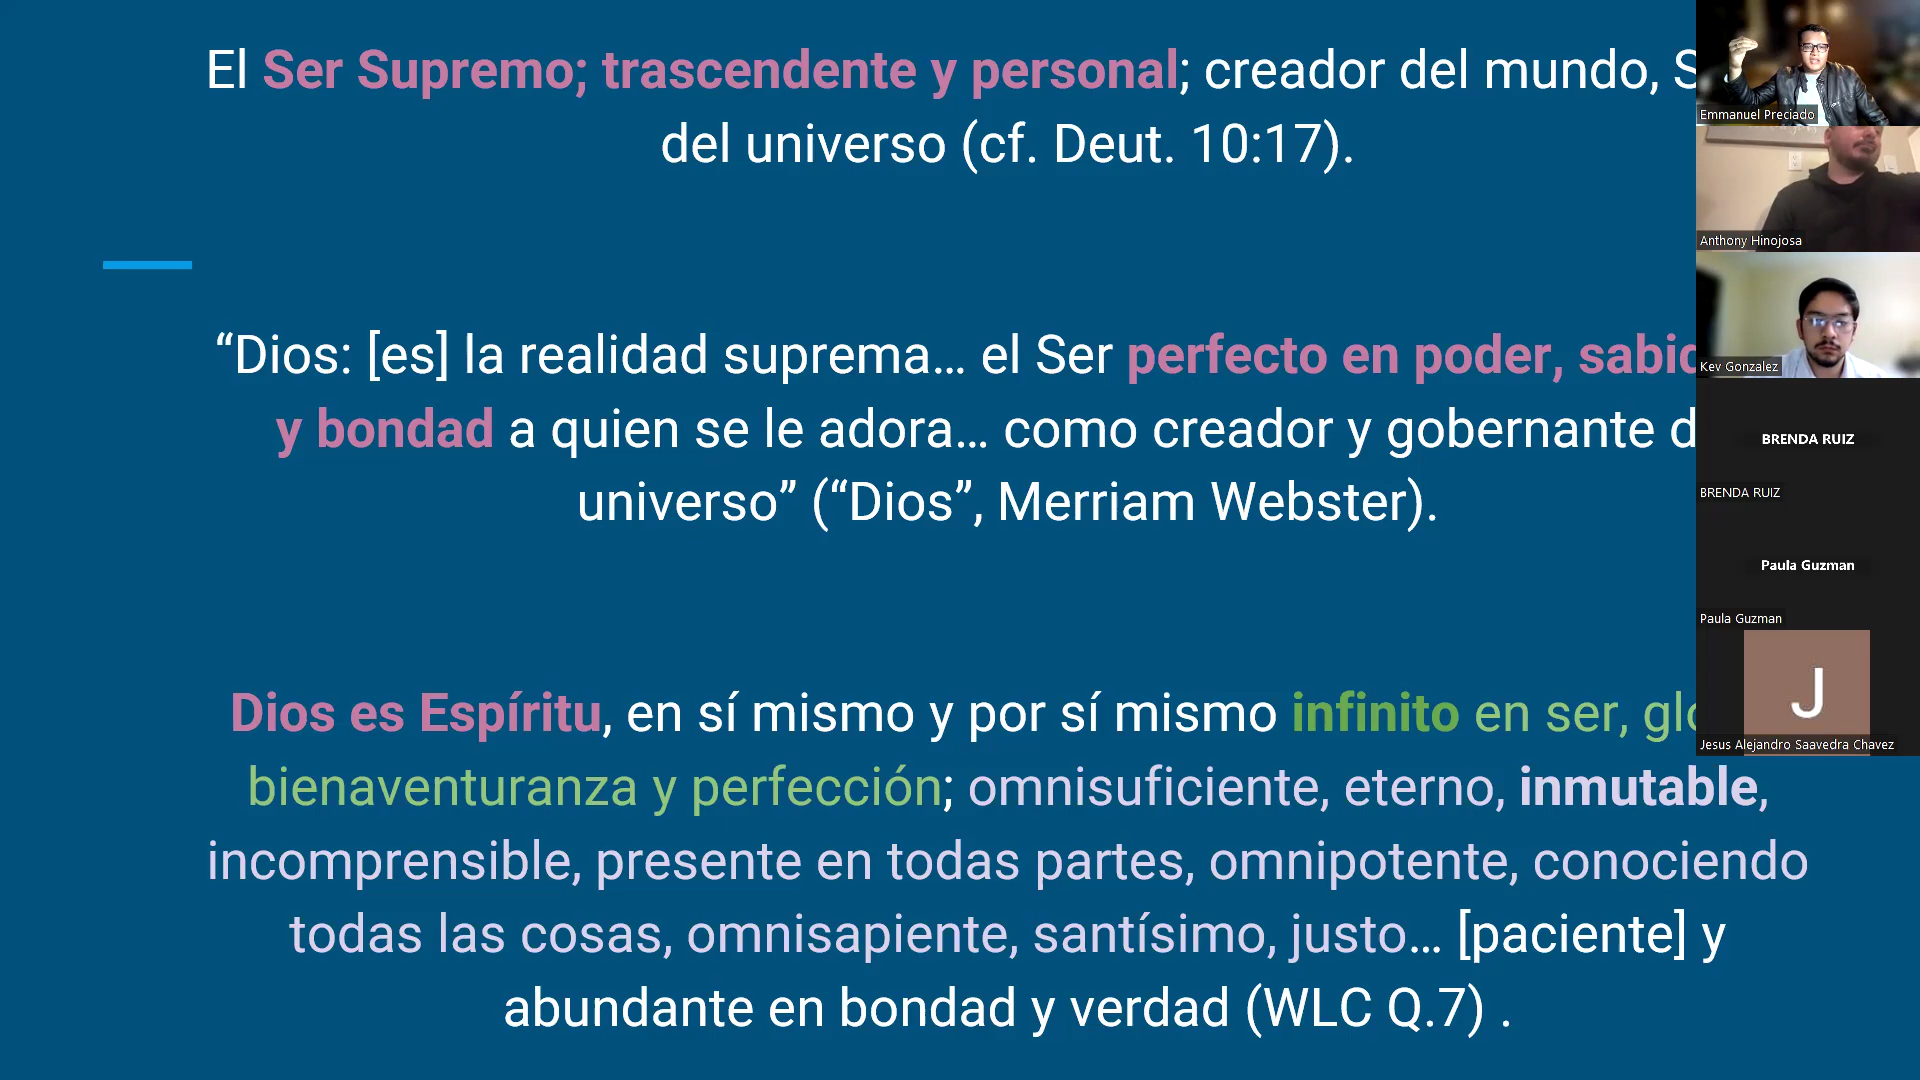 El Ser Supremo; trascendente y personal; creador del mundo,
del universo (cf. Deut. 10:17).
“Dios: [es] la realidad suprema… el Ser perfecto en poder,
y bondad a quien se le adora… como creador y gobernante
universo” (“Dios”, Merriam Webster).
Dios es Espíritu, en sí mismo y por sí mismo infinito en ser,
bienaventuranza y perfección; omnisuficiente, eterno, inmutable,
incomprensible, presente en todas partes, omnipotente, conociendo
todas las cosas, omnisapiente, santísimo, justo… [paciente] y
abundante en bondad y verdad (WLC Q.7) .
Emmanuel Preciado
Anthony Hinojosa
Kev Gonzalez
BRENDA RUIZ
BRENDA RUIZ
Paula Guzman
Paula Guzman
J
Jesus Alejandro Saavedra Chavez